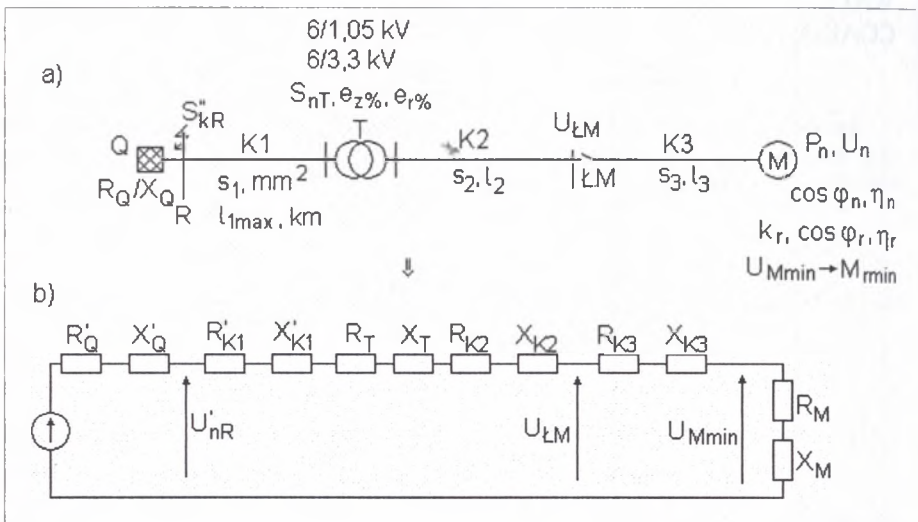 6/1,05 kV
6/3,3 kV
a)
S_nT, e_z%, e_r%
S"_kR
T
U_ŁM
Q
K1
K2
K3
M
P_n, U_n
R_Q/X_Q
R
s_1, mm²
s_2, l_2
ŁM
s_3, l_3
cos φ_n, η_n
l_1max, km
k_r, cos φ_r, η_r
U_Mmin→M_rmin
⇓
b)
R'_Q X'_Q R'_K1 X'_K1 R_T X_T R_K2 X_K2 R_K3 X_K3
R_M
U'_nR
U_ŁM
U_Mmin
X_M